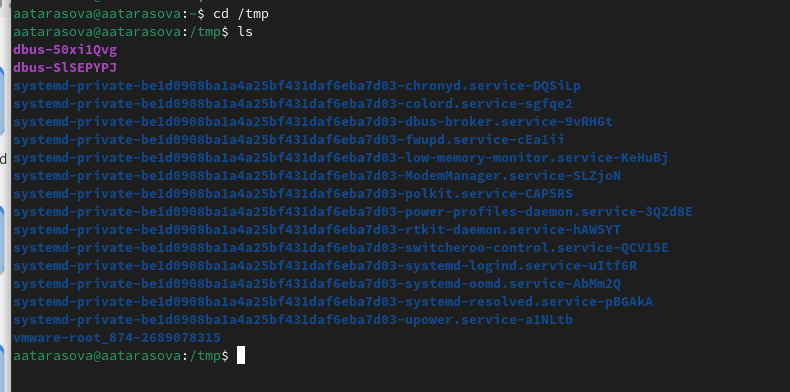 aatarasova@aatarasova:~$ cd /tmp
aatarasova@aatarasova:/tmp$ ls
dbus-50xi1Qvg
dbus-SlSEPYPJ
systemd-private-be1d0908ba1a4a25bf431daf6eba7d03-chronyd.service-DQSiLp
systemd-private-be1d0908ba1a4a25bf431daf6eba7d03-colord.service-sgfqe2
systemd-private-be1d0908ba1a4a25bf431daf6eba7d03-dbus-broker.service-9vRHGt
systemd-private-be1d0908ba1a4a25bf431daf6eba7d03-fwupd.service-cEa1ii
systemd-private-be1d0908ba1a4a25bf431daf6eba7d03-low-memory-monitor.service-KeHuBj
systemd-private-be1d0908ba1a4a25bf431daf6eba7d03-ModemManager.service-SLZjoN
systemd-private-be1d0908ba1a4a25bf431daf6eba7d03-polkit.service-CAP5RS
systemd-private-be1d0908ba1a4a25bf431daf6eba7d03-power-profiles-daemon.service-3QZd8E
systemd-private-be1d0908ba1a4a25bf431daf6eba7d03-rtkit-daemon.service-hAW5YT
systemd-private-be1d0908ba1a4a25bf431daf6eba7d03-switcheroo-control.service-QCV15E
systemd-private-be1d0908ba1a4a25bf431daf6eba7d03-systemd-logind.service-uItf6R
systemd-private-be1d0908ba1a4a25bf431daf6eba7d03-systemd-oomd.service-AbMm2Q
systemd-private-be1d0908ba1a4a25bf431daf6eba7d03-systemd-resolved.service-pBGAkA
systemd-private-be1d0908ba1a4a25bf431daf6eba7d03-upower.service-a1NLtb
vmware-root_874-2689078315
aatarasova@aatarasova:/tmp$